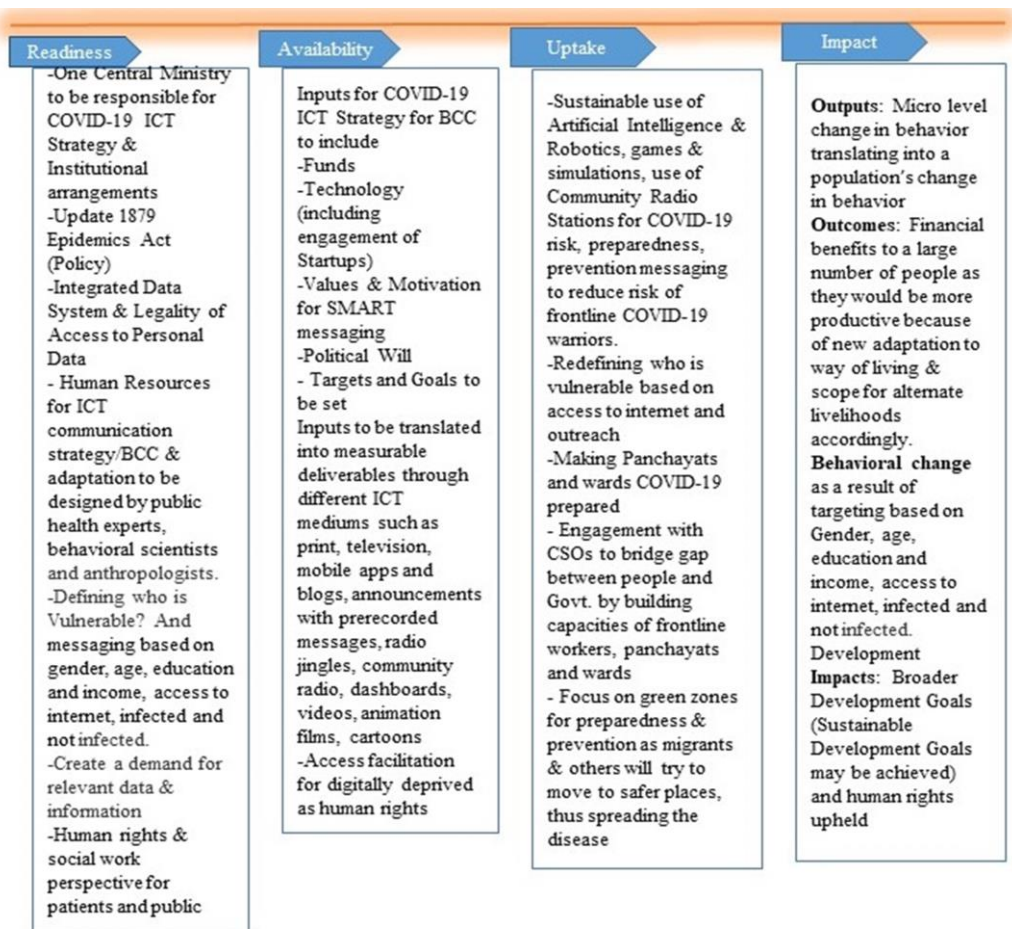 Readiness
-One Central Ministry
to be responsible for
COVID-19 ICT
Strategy &
Institutional
arrangements
-Update 1879
Epidemics Act
(Policy)
-Integrated Data
System & Legality of
Access to Personal
Data
- Human Resources
for ICT
communication
strategy/BCC &
adaptation to be
designed by public
health experts,
behavioral scientists
and anthropologists.
-Defining who is
Vulnerable? And
messaging based on
gender, age, education
and income, access to
internet, infected and
not infected.
-Create a demand for
relevant data &
information
-Human rights &
social work
perspective for
patients and public
Availability
Inputs for COVID-19
ICT Strategy for BCC
to include
-Funds
-Technology
(including
engagement of
Startups)
-Values & Motivation
for SMART
messaging
-Political Will
- Targets and Goals to
be set
Inputs to be translated
into measurable
deliverables through
different ICT
mediums such as
print, television,
mobile apps and
blogs, announcements
with prerecorded
messages, radio
jingles, community
radio, dashboards,
videos, animation
films, cartoons
-Access facilitation
for digitally deprived
as human rights
Uptake
-Sustainable use of
Artificial Intelligence &
Robotics, games &
simulations, use of
Community Radio
Stations for COVID-19
risk, preparedness,
prevention messaging
to reduce risk of
frontline COVID-19
warriors.
-Redefining who is
vulnerable based on
access to internet and
outreach
-Making Panchayats
and wards COVID-19
prepared
- Engagement with
CSOs to bridge gap
between people and
Govt. by building
capacities of frontline
workers, panchayats
and wards
- Focus on green zones
for preparedness &
prevention as migrants
& others will try to
move to safer places,
thus spreading the
disease
Impact
Outputs: Micro level
change in behavior
translating into a
population's change
in behavior
Outcomes: Financial
benefits to a large
number of people as
they would be more
productive because
of new adaptation to
way of living &
scope for alternate
livelihoods
accordingly.
Behavioral change
as a result of
targeting based on
Gender, age,
education and
income, access to
internet, infected and
not infected.
Development
Impacts: Broader
Development Goals
(Sustainable
Development Goals
may be achieved)
and human rights
upheld